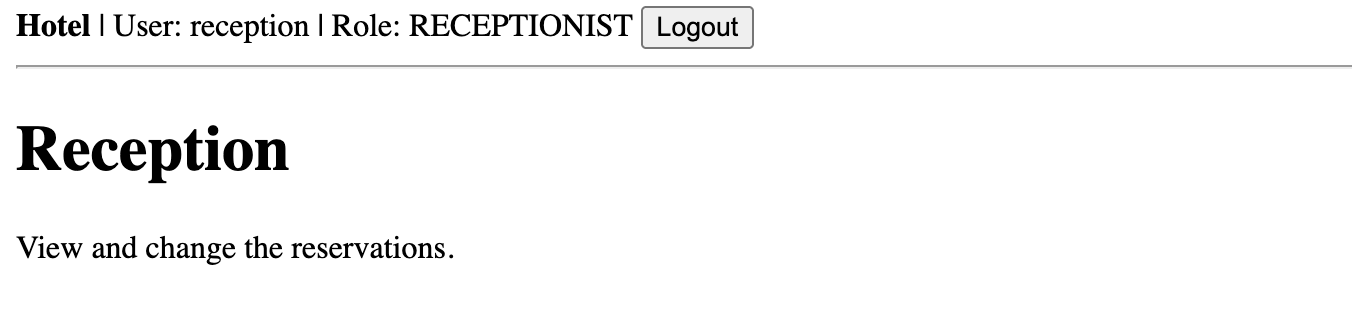 Hotel | User: reception | Role: RECEPTIONIST Logout
Reception
View and change the reservations.